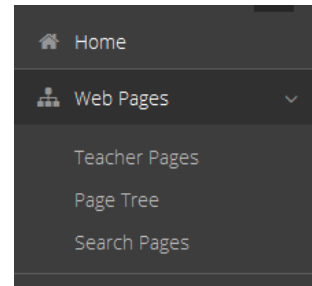 Home
Web Pages
Teacher Pages
Page Tree
Search Pages